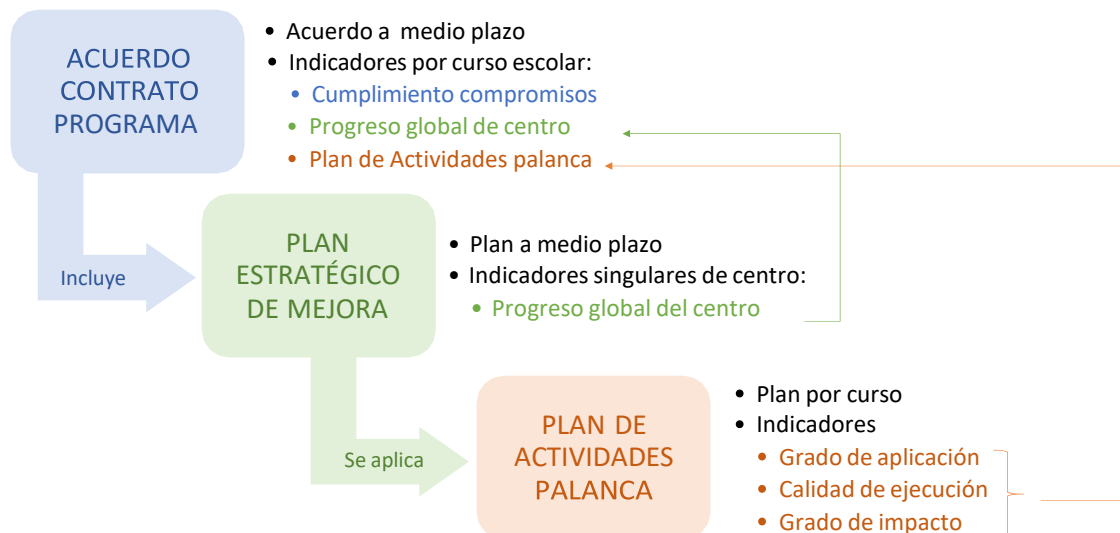 ACUERDO
CONTRATO
PROGRAMA
• Acuerdo a medio plazo
• Indicadores por curso escolar:
• Cumplimiento compromisos
• Progreso global de centro
• Plan de Actividades palanca
Incluye
PLAN
ESTRATÉGICO
DE MEJORA
• Plan a medio plazo
• Indicadores singulares de centro:
• Progreso global del centro
Se aplica
PLAN DE
ACTIVIDADES
PALANCA
• Plan por curso
• Indicadores
• Grado de aplicación
• Calidad de ejecución
• Grado de impacto